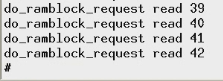 do_ramblock_request read 39
do_ramblock_request read 40
do_ramblock_request read 41
do_ramblock_request read 42
#